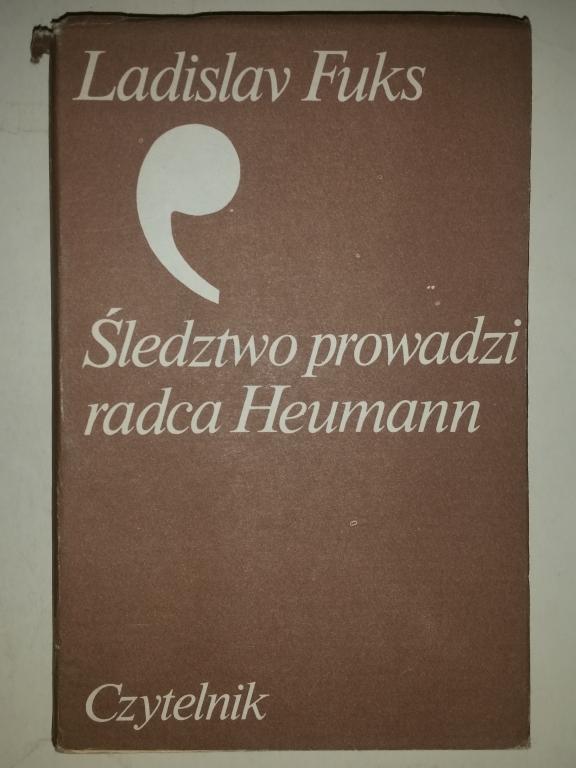 Ladislav Fuks
Śledztwo prowadzi
radca Heumann
Czytelnik